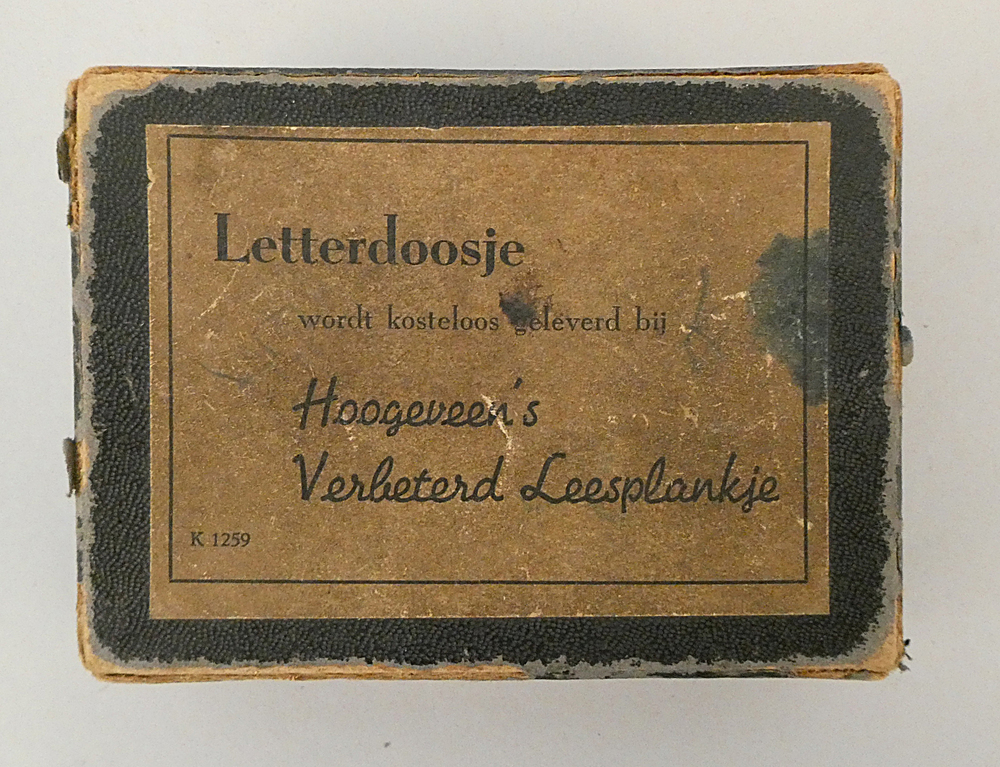 Letterdoosje
wordt kosteloos geleverd bij
Hoogeveen's
Verbeterd Leesplankje
K 1259